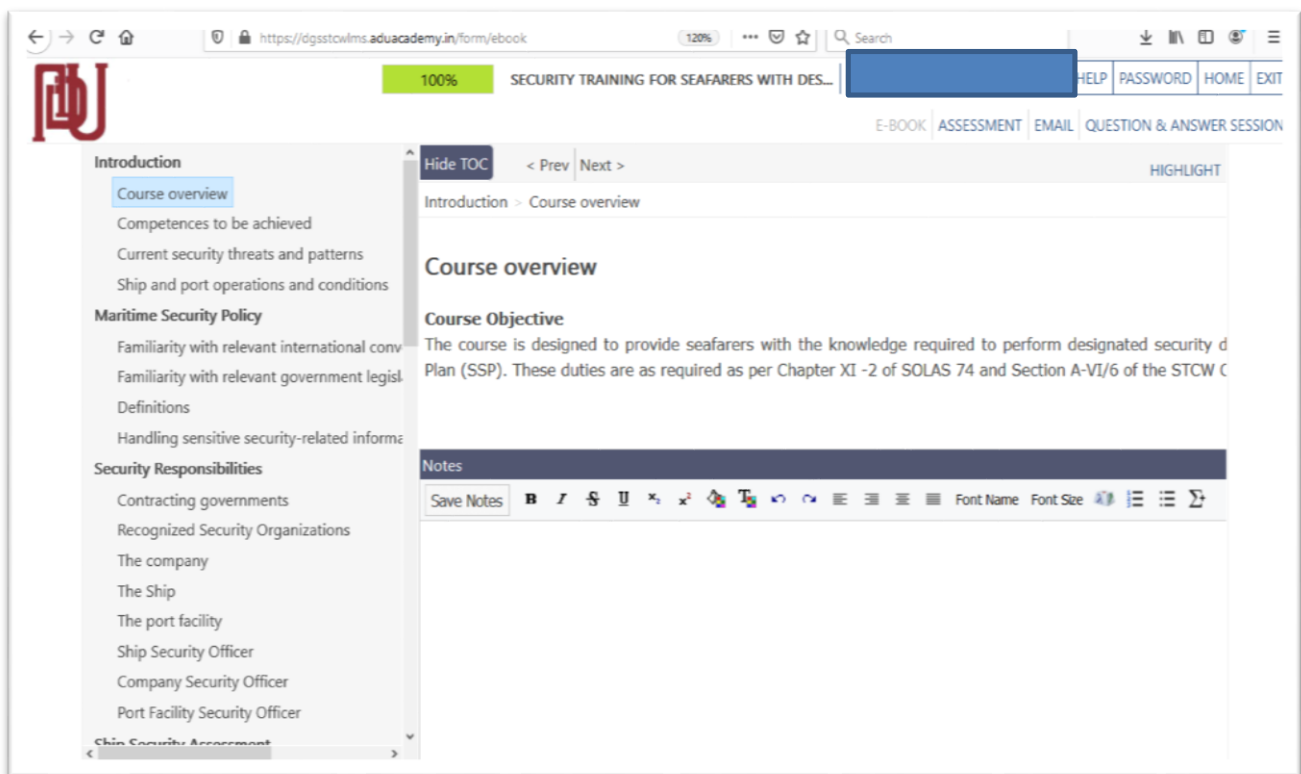 https://dgsstcwlms.aduacademy.in/form/ebook 120% Search
100% SECURITY TRAINING FOR SEAFARERS WITH DES... HELP PASSWORD HOME EXIT
E-BOOK ASSESSMENT EMAIL QUESTION & ANSWER SESSION
Introduction
Course overview
Competences to be achieved
Current security threats and patterns
Ship and port operations and conditions
Maritime Security Policy
Familiarity with relevant international conv
Familiarity with relevant government legisl
Definitions
Handling sensitive security-related informa
Security Responsibilities
Contracting governments
Recognized Security Organizations
The company
The Ship
The port facility
Ship Security Officer
Company Security Officer
Port Facility Security Officer
Ship Security Assessment
Hide TOC < Prev Next > HIGHLIGHT
Introduction > Course overview
Course overview
Course Objective
The course is designed to provide seafarers with the knowledge required to perform designated security d
Plan (SSP). These duties are as required as per Chapter XI -2 of SOLAS 74 and Section A-VI/6 of the STCW C
Notes
Save Notes B I S U x₂ x² Font Name Font Size